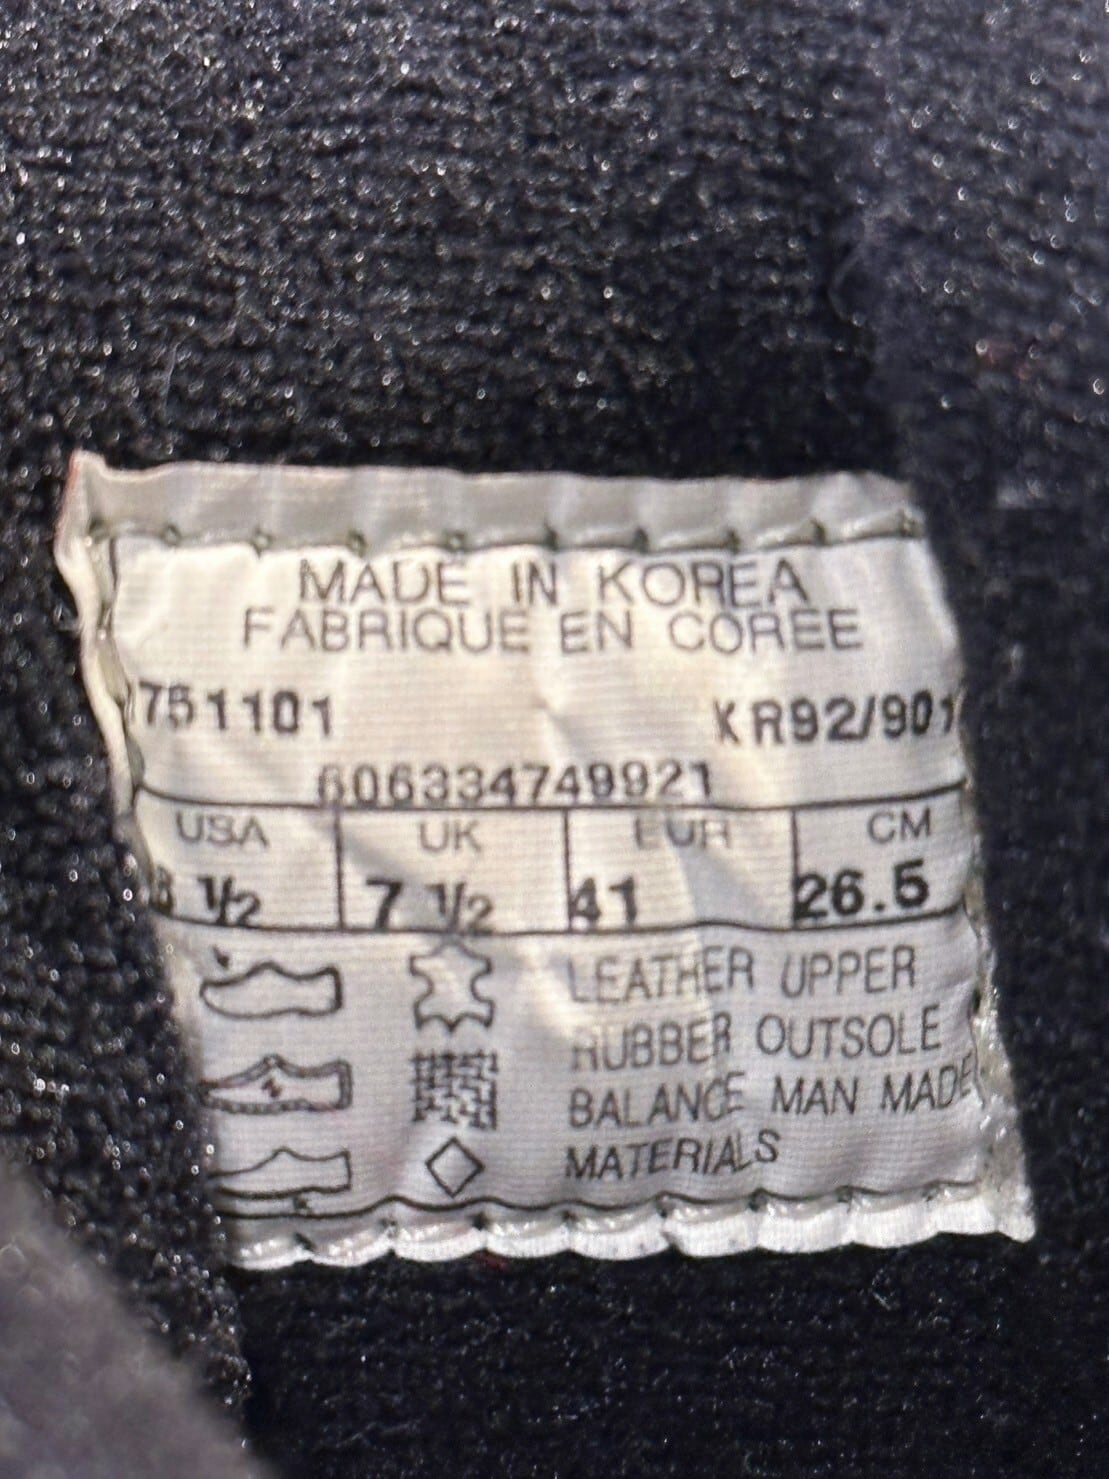 MADE IN KOREA
FABRIQUE EN COREE
751101 KR92/901
606334749921
USA UK EUR CM
8 1/2 7 1/2 41 26.5
LEATHER UPPER
RUBBER OUTSOLE
BALANCE MAN MADE
MATERIALS